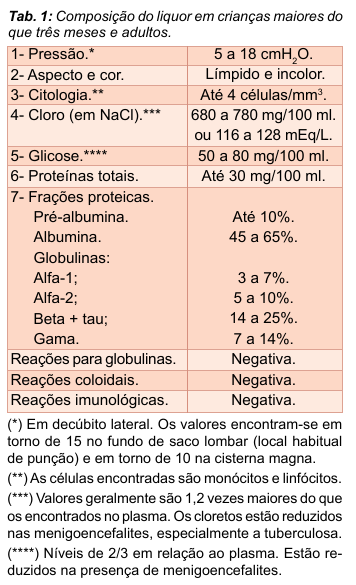 Tab. 1: Composição do liquor em crianças maiores do
que três meses e adultos.
1- Pressão.* 5 a 18 cmH₂O.
2- Aspecto e cor. Límpido e incolor.
3- Citologia.** Até 4 células/mm³.
4- Cloro (em NaCl).*** 680 a 780 mg/100 ml.
ou 116 a 128 mEq/L.
5- Glicose.**** 50 a 80 mg/100 ml.
6- Proteínas totais. Até 30 mg/100 ml.
7- Frações proteicas.
Pré-albumina. Até 10%.
Albumina. 45 a 65%.
Globulinas:
Alfa-1; 3 a 7%.
Alfa-2; 5 a 10%.
Beta + tau; 14 a 25%.
Gama. 7 a 14%.
Reações para globulinas. Negativa.
Reações coloidais. Negativa.
Reações imunológicas. Negativa.
(*) Em decúbito lateral. Os valores encontram-se em
torno de 15 no fundo de saco lombar (local habitual
de punção) e em torno de 10 na cisterna magna.
(**) As células encontradas são monócitos e linfócitos.
(***) Valores geralmente são 1,2 vezes maiores do que
os encontrados no plasma. Os cloretos estão reduzidos
nas menigoencefalites, especialmente a tuberculosa.
(****) Níveis de 2/3 em relação ao plasma. Estão re-
duzidos na presença de menigoencefalites.